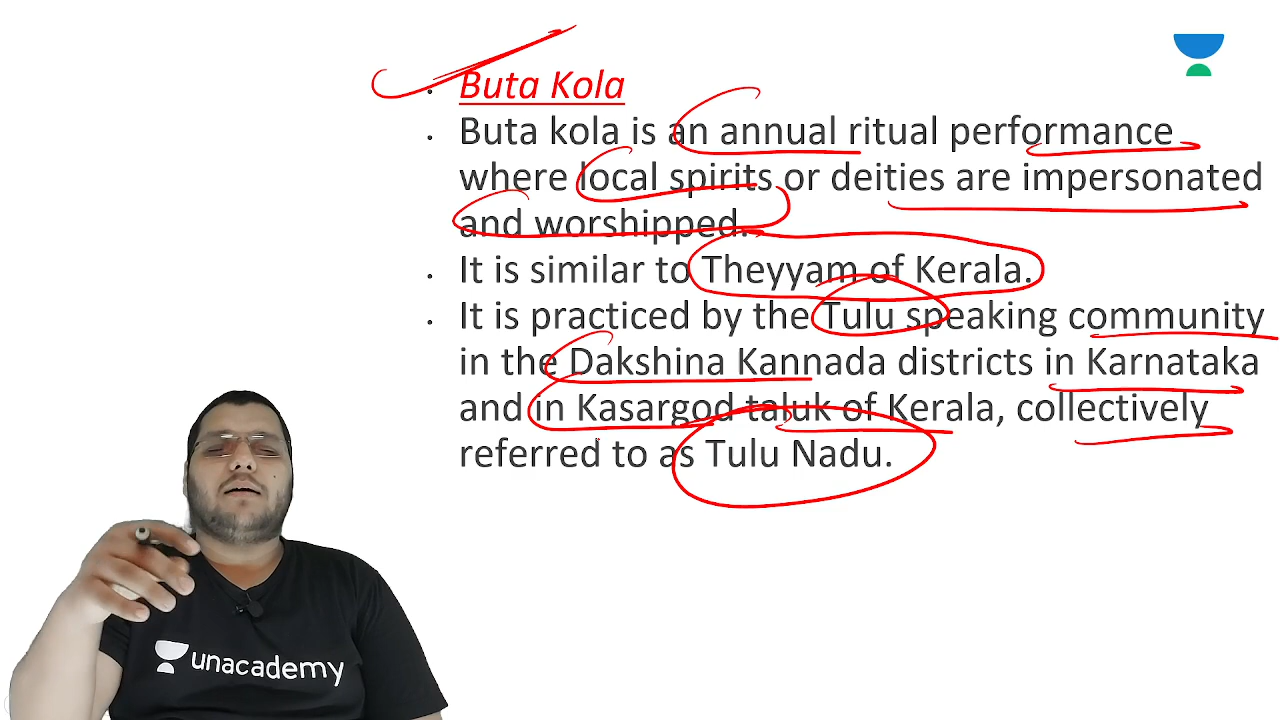 Buta Kola
Buta kola is an annual ritual performance
where local spirits or deities are impersonated
and worshipped.
It is similar to Theyyam of Kerala.
It is practiced by the Tulu speaking community
in the Dakshina Kannada districts in Karnataka
and in Kasargod taluk of Kerala, collectively
referred to as Tulu Nadu.
unacademy